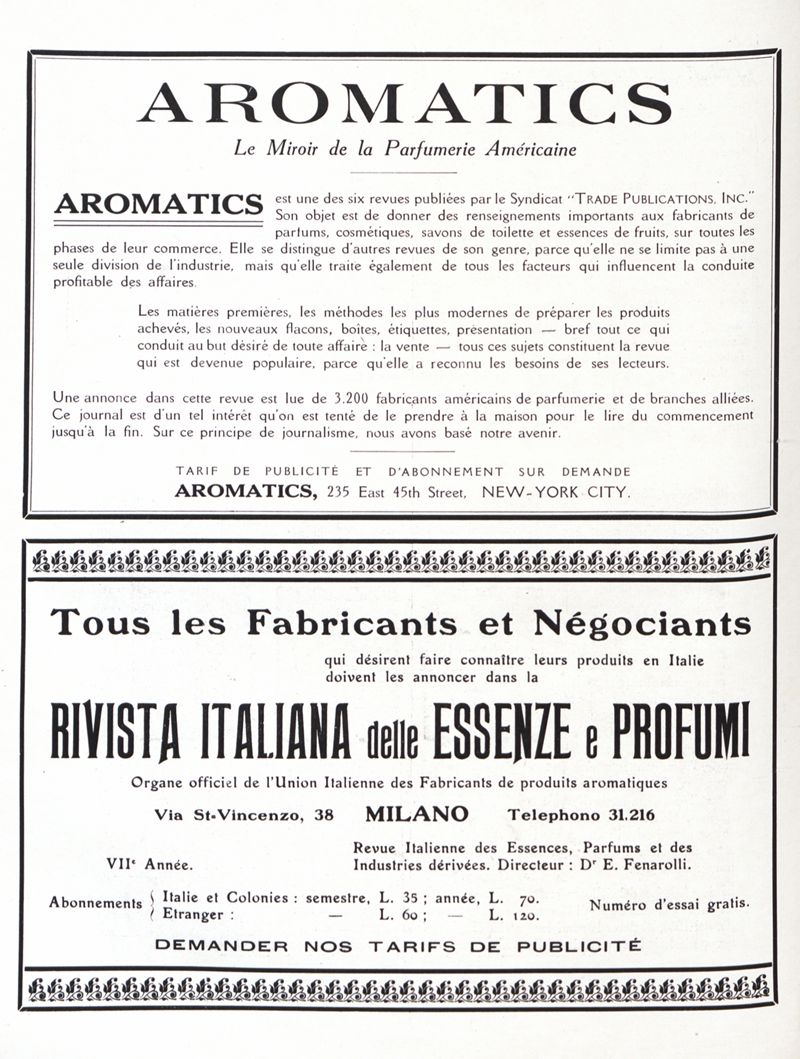 AROMATICS
Le Miroir de la Parfumerie Américaine
AROMATICS est une des six revues publiées par le Syndicat "TRADE PUBLICATIONS, INC."
Son objet est de donner des renseignements importants aux fabricants de
parfums, cosmétiques, savons de toilette et essences de fruits, sur toutes les
phases de leur commerce. Elle se distingue d'autres revues de son genre, parce qu'elle ne se limite pas à une
seule division de l'industrie, mais qu'elle traite également de tous les facteurs qui influencent la conduite
profitable des affaires.
Les matières premières, les méthodes les plus modernes de préparer les produits
achevés, les nouveaux flacons, boîtes, étiquettes, présentation — bref tout ce qui
conduit au but désiré de toute affaire : la vente — tous ces sujets constituent la revue
qui est devenue populaire, parce qu'elle a reconnu les besoins de ses lecteurs.
Une annonce dans cette revue est lue de 3.200 fabricants américains de parfumerie et de branches alliées.
Ce journal est d'un tel intérêt qu'on est tenté de le prendre à la maison pour le lire du commencement
jusqu'à la fin. Sur ce principe de journalisme, nous avons basé notre avenir.
TARIF DE PUBLICITÉ ET D'ABONNEMENT SUR DEMANDE
AROMATICS, 235 East 45th Street, NEW-YORK CITY.
Tous les Fabricants et Négociants
qui désirent faire connaître leurs produits en Italie
doivent les annoncer dans la
RIVISTA ITALIANA delle ESSENZE e PROFUMI
Organe officiel de l'Union Italienne des Fabricants de produits aromatiques
Via St-Vincenzo, 38 MILANO Telephono 31.216
VIIe Année.
Revue Italienne des Essences, Parfums et des
Industries dérivées. Directeur : Dr E. Fenarolli.
Abonnements
Italie et Colonies : semestre, L. 35 ; année, L. 70.
Etranger : — L. 60 ; — L. 120.
Numéro d'essai gratis.
DEMANDER NOS TARIFS DE PUBLICITÉ